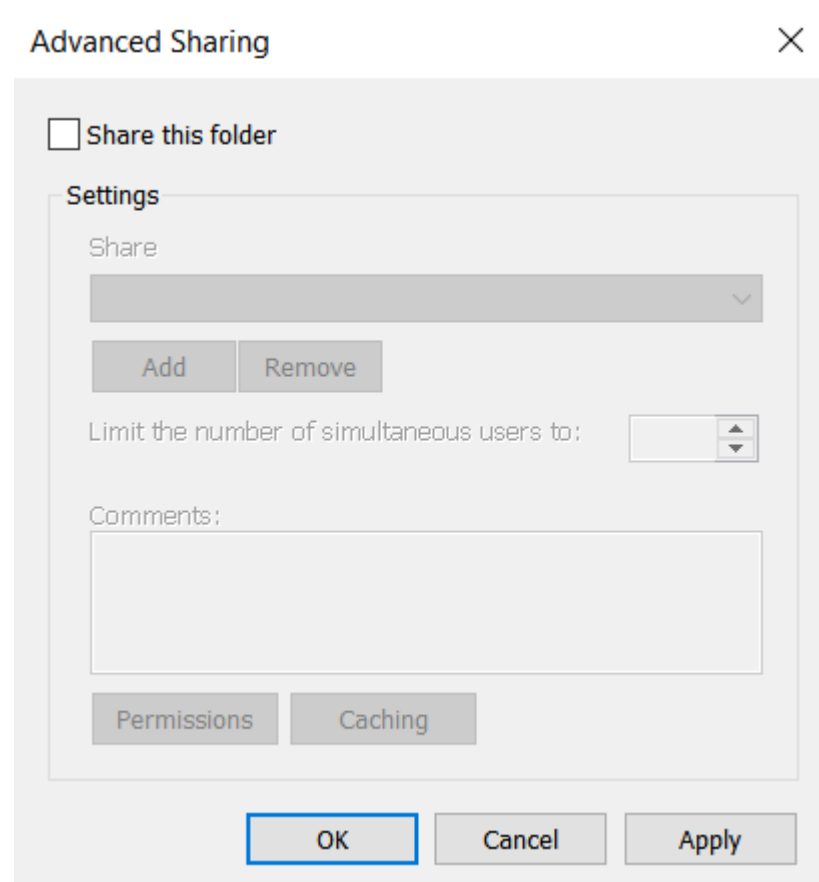 Advanced Sharing
Share this folder
Settings
Share
Add Remove
Limit the number of simultaneous users to:
Comments:
Permissions Caching
OK Cancel Apply